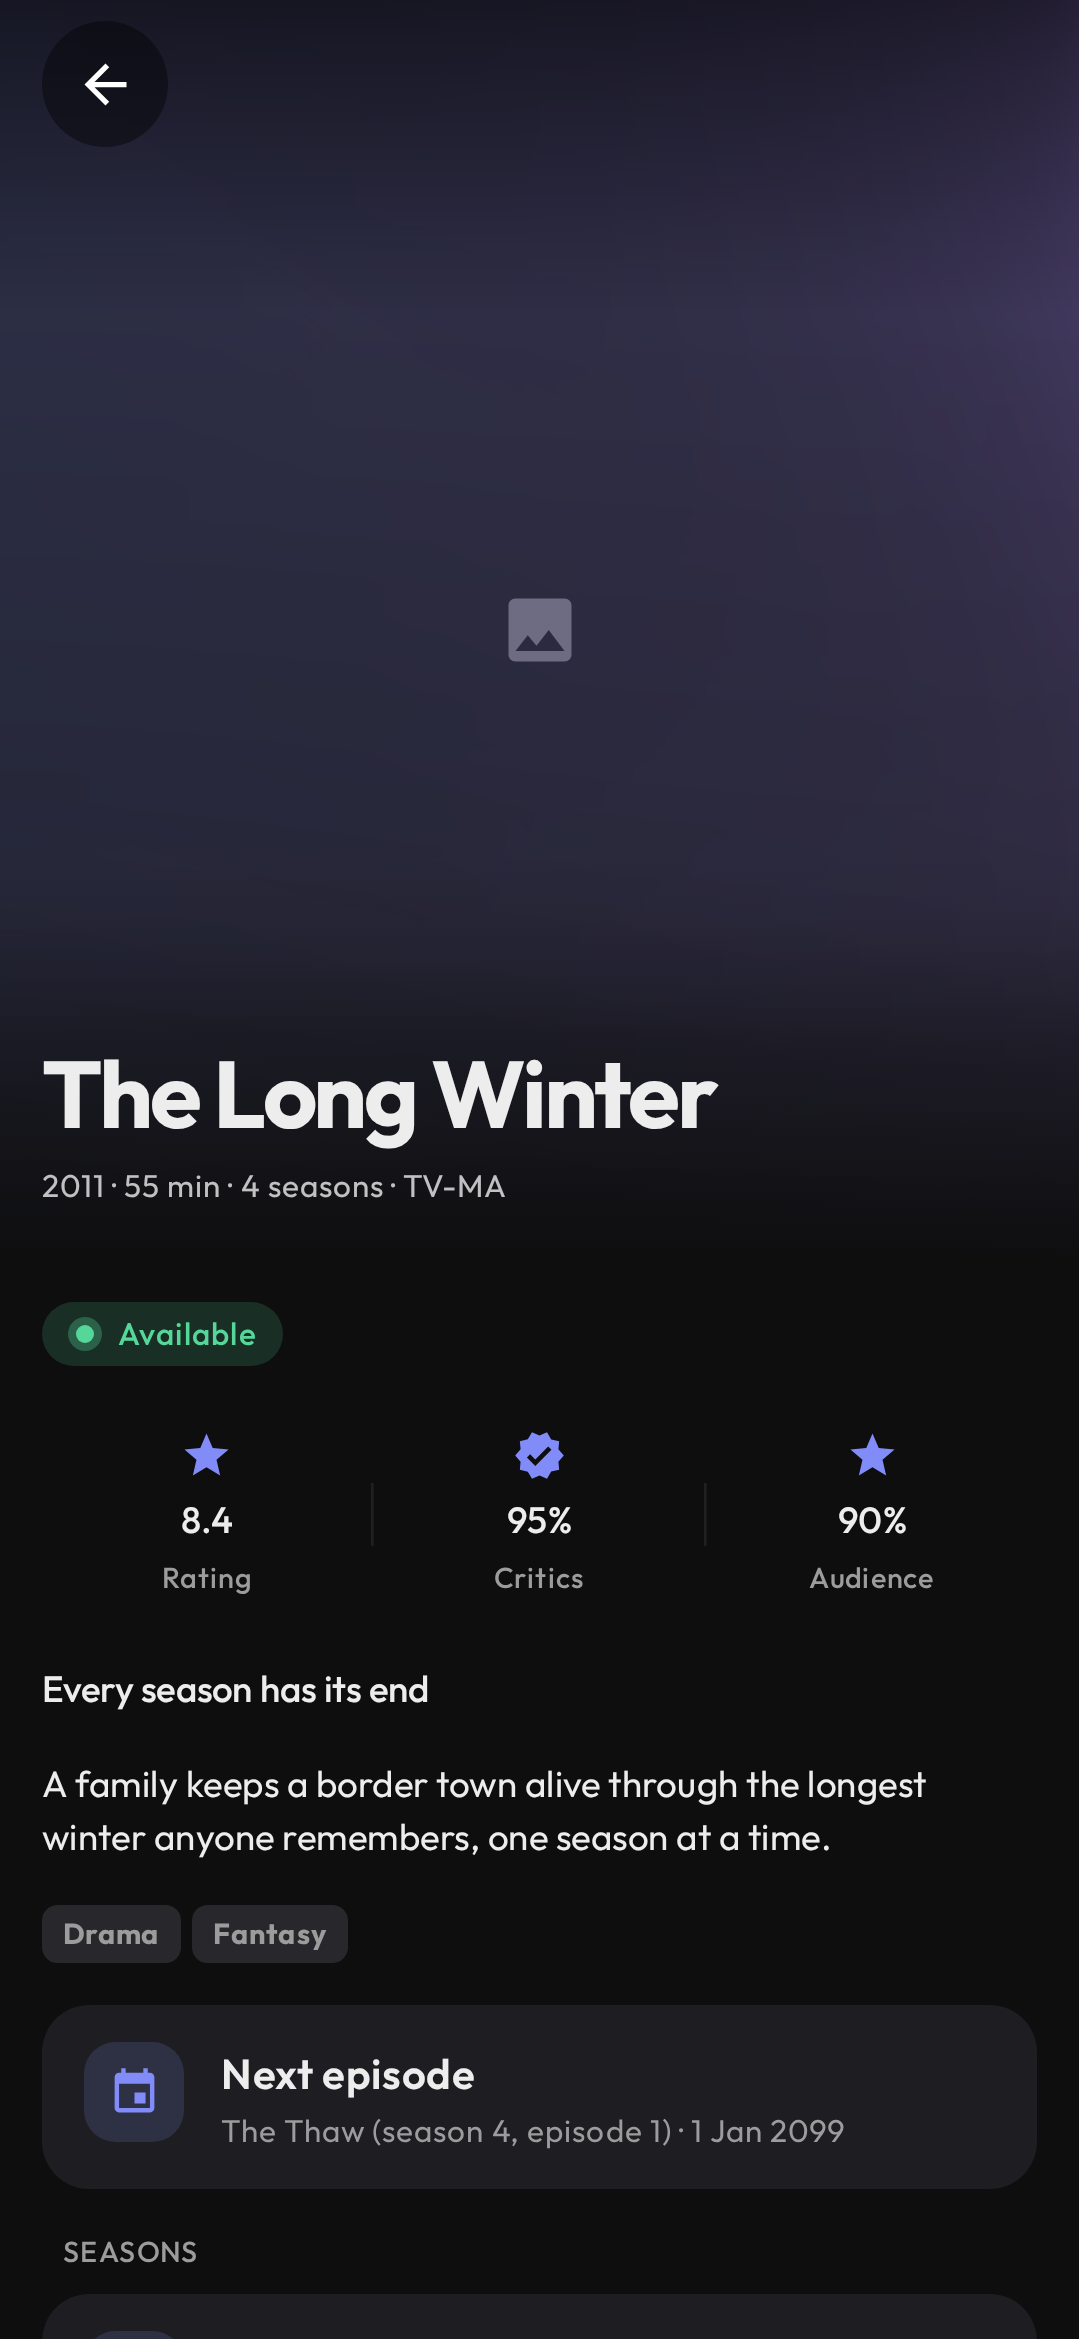 The Long Winter
2011 · 55 min · 4 seasons · TV-MA
Available
8.4
95%
90%
Rating
Critics
Audience
Every season has its end
A family keeps a border town alive through the longest
winter anyone remembers, one season at a time.
Drama
Fantasy
Next episode
The Thaw (season 4, episode 1) · 1 Jan 2099
SEASONS